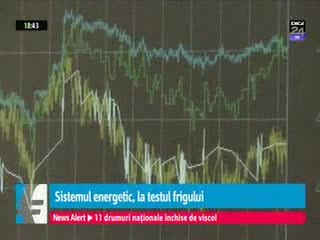 18:43
DIGI
24
Sistemul energetic, la testul frigului
News Alert ▶ 11 drumuri naționale închise de viscol